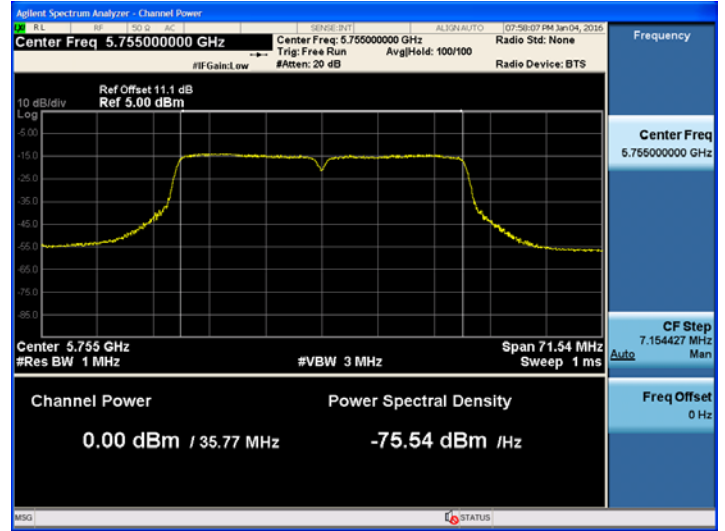 Agilent Spectrum Analyzer - Channel Power
RL RF 50 Ω AC SENSE:INT ALIGNAUTO 07:58:07 PM Jan 04, 2016
Center Freq 5.755000000 GHz
Center Freq: 5.755000000 GHz
Radio Std: None
Trig: Free Run Avg|Hold: 100/100
#IFGain:Low #Atten: 20 dB Radio Device: BTS
Ref Offset 11.1 dB
10 dB/div Ref 5.00 dBm
Log
-5.00
-15.0
-25.0
-35.0
-45.0
-55.0
-65.0
-85.0
Center 5.755 GHz Span 71.54 MHz
#Res BW 1 MHz #VBW 3 MHz Sweep 1 ms
Channel Power Power Spectral Density
0.00 dBm / 35.77 MHz -75.54 dBm /Hz
Frequency
Center Freq
5.755000000 GHz
CF Step
7.154427 MHz
Auto Man
Freq Offset
0 Hz
MSG STATUS